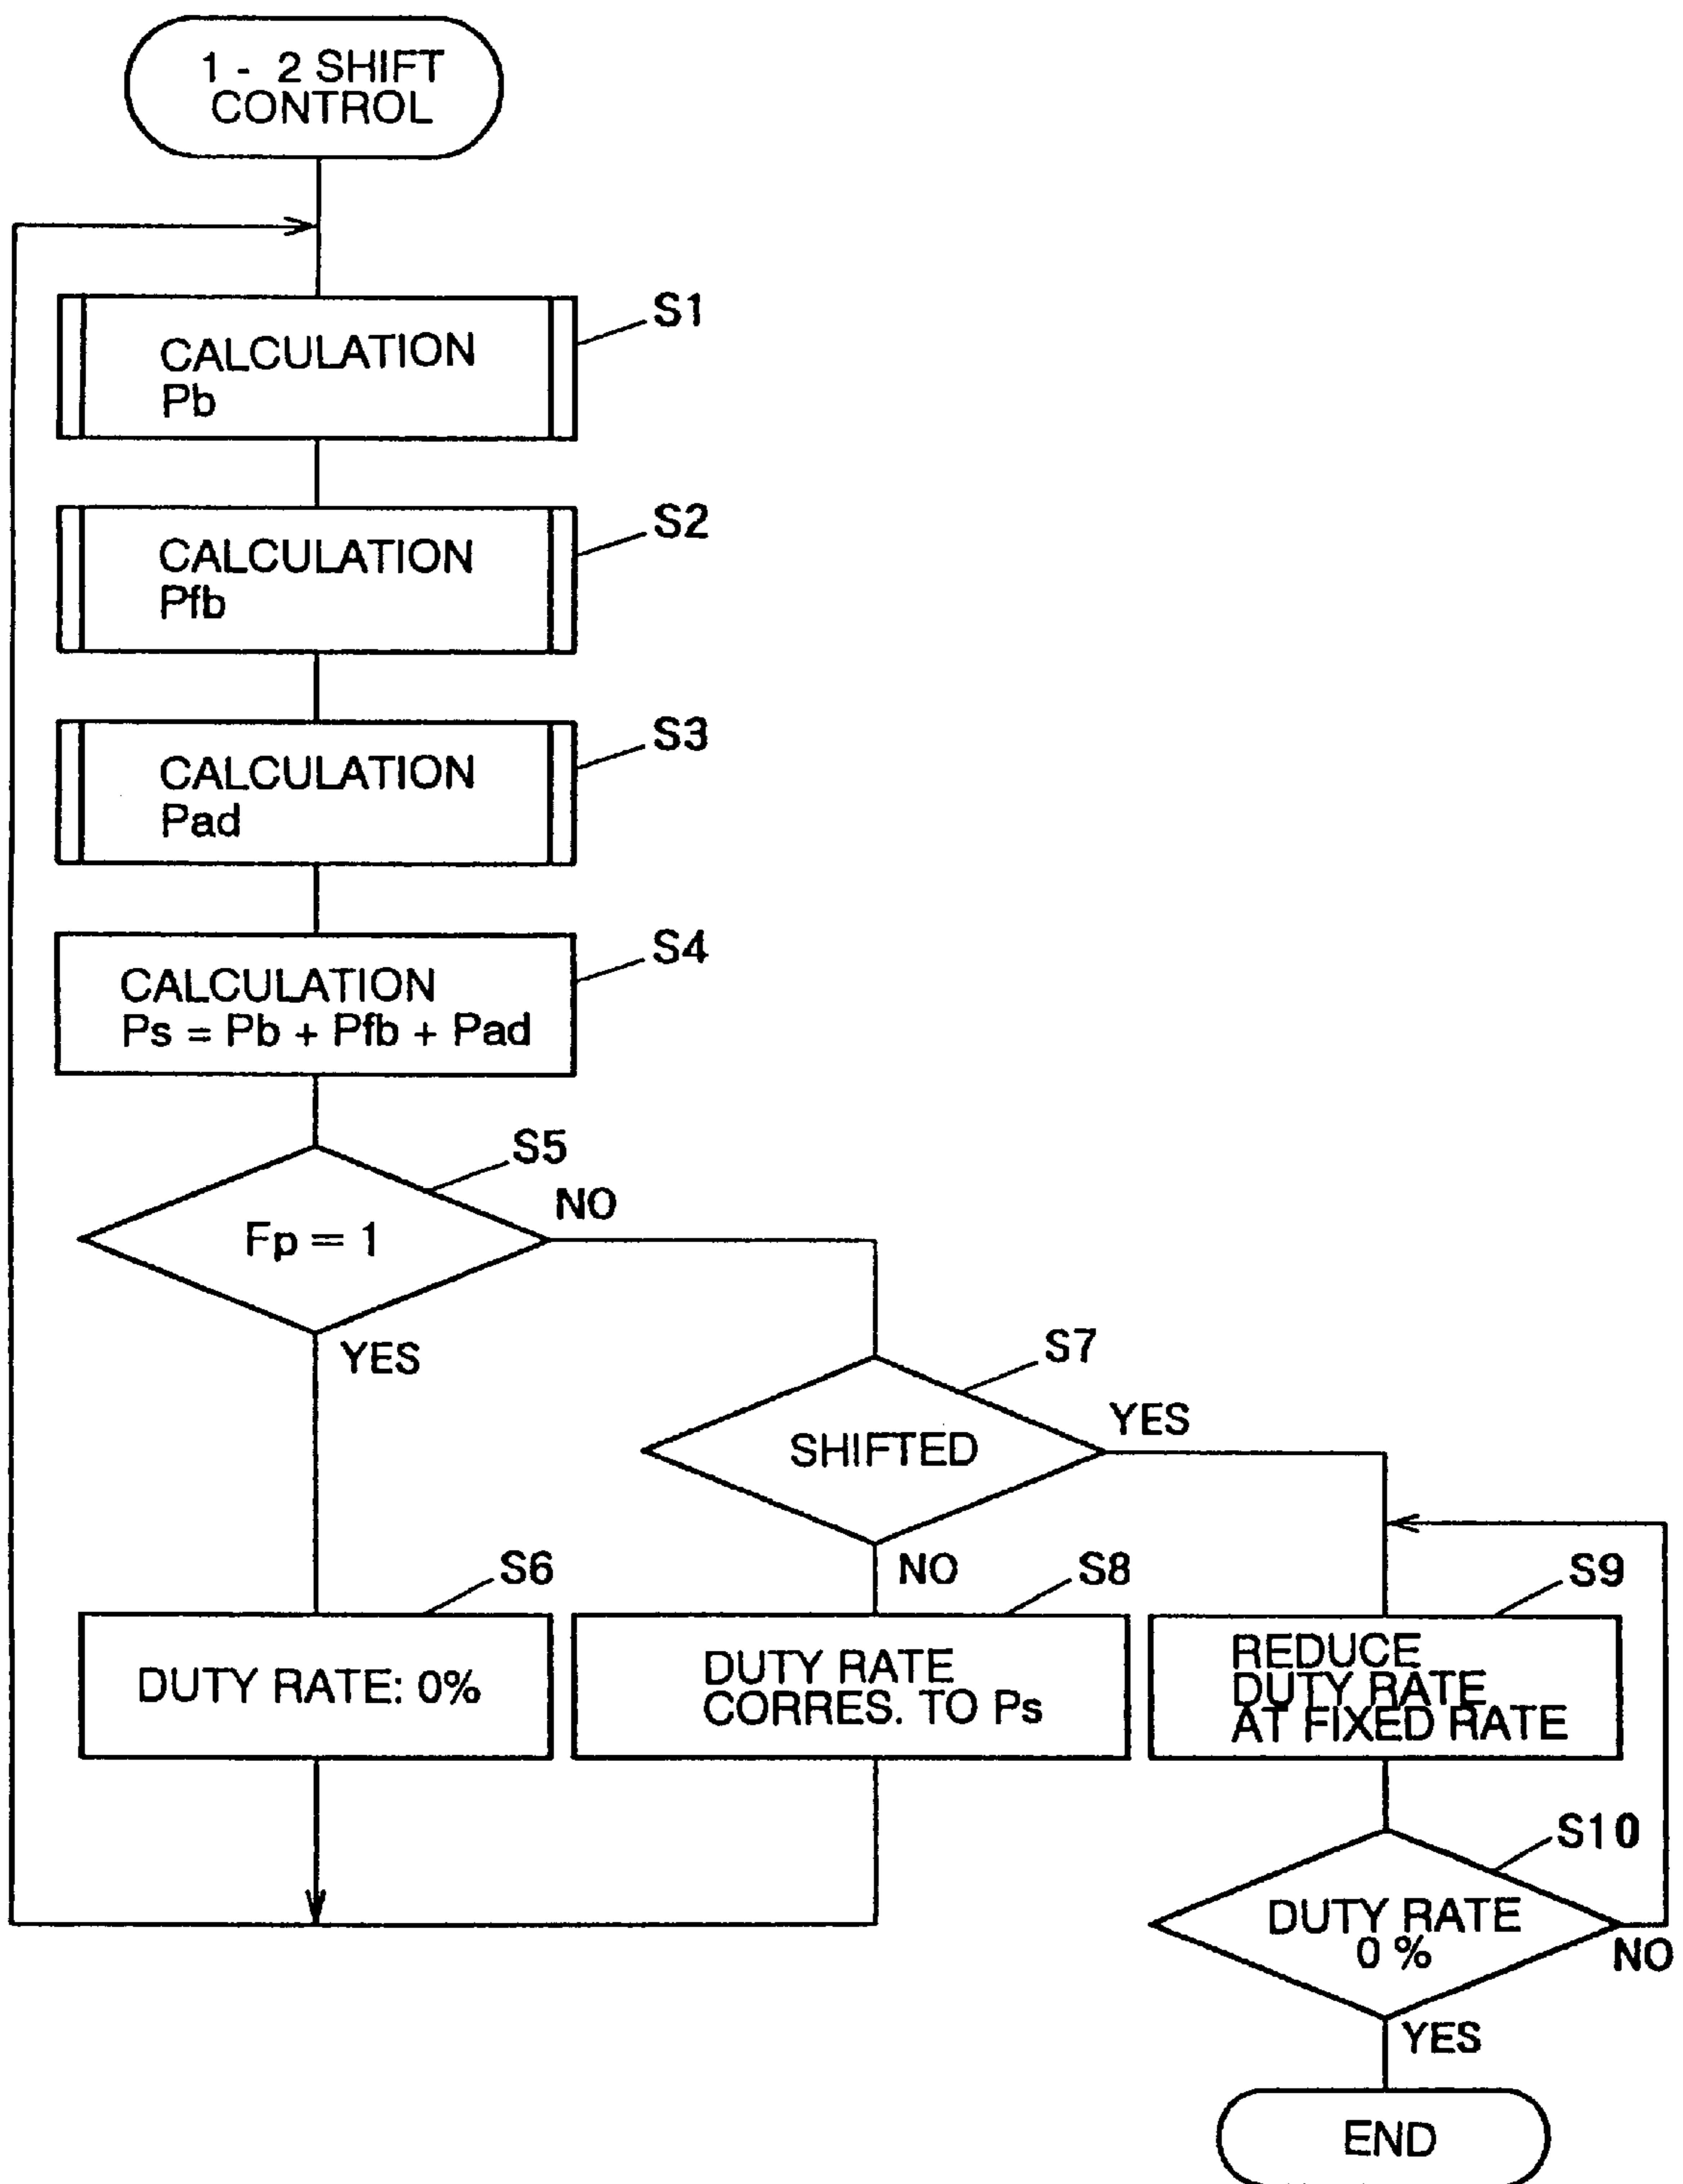 1 - 2 SHIFT
CONTROL
S1
CALCULATION
Pb
S2
CALCULATION
Pfb
S3
CALCULATION
Pad
S4
CALCULATION
Ps = Pb + Pfb + Pad
S5
NO
Fp = 1
YES
S7
YES
SHIFTED
NO
S6
DUTY RATE: 0%
S8
DUTY RATE
CORRES. TO Ps
S9
REDUCE
DUTY RATE
AT FIXED RATE
S10
DUTY RATE
0 %
NO
YES
END